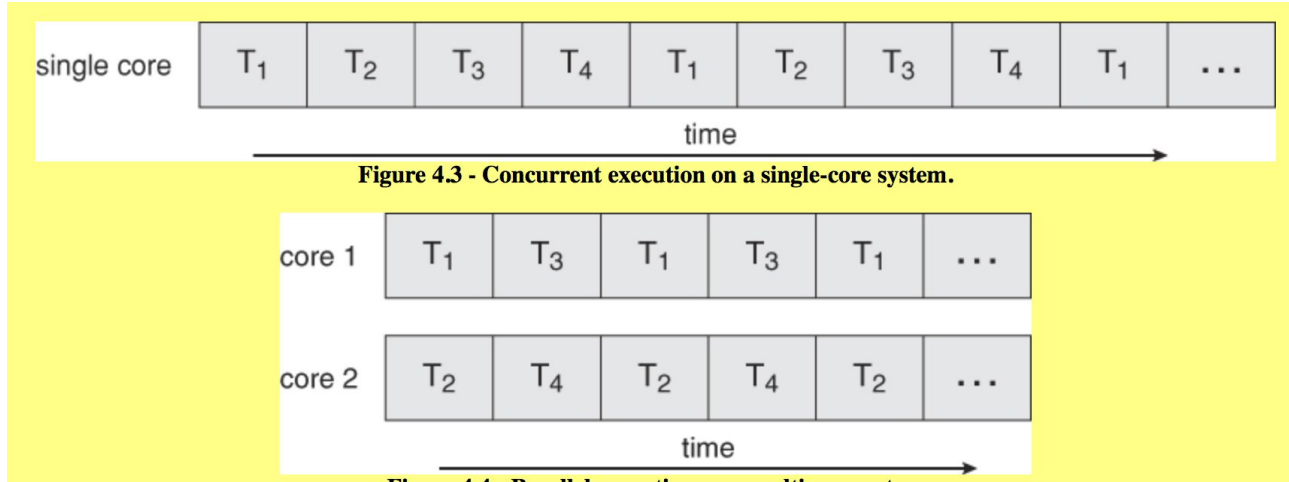 single core T₁ T₂ T₃ T₄ T₁ T₂ T₃ T₄ T₁ ...
time
Figure 4.3 - Concurrent execution on a single-core system.
core 1 T₁ T₃ T₁ T₃ T₁ ...
core 2 T₂ T₄ T₂ T₄ T₂ ...
time